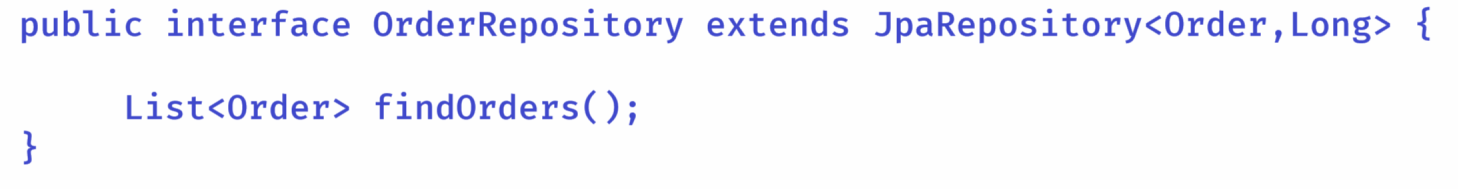 public interface OrderRepository extends JpaRepository<Order,Long> {
List<Order> findOrders();
}